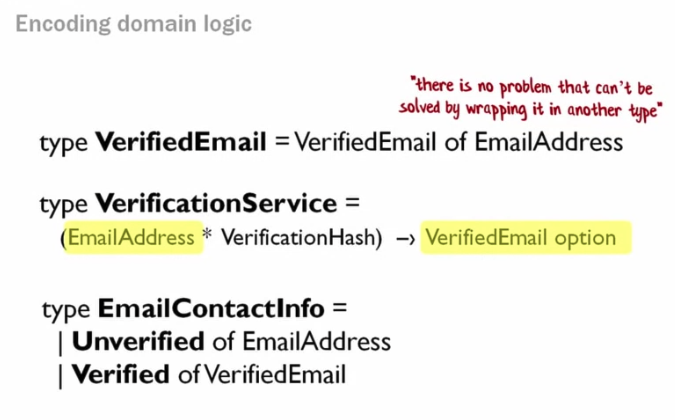 Encoding domain logic
"there is no problem that can't be
solved by wrapping it in another type"
type VerifiedEmail = VerifiedEmail of EmailAddress
type VerificationService =
(EmailAddress * VerificationHash) –> VerifiedEmail option
type EmailContactInfo =
| Unverified of EmailAddress
| Verified of VerifiedEmail